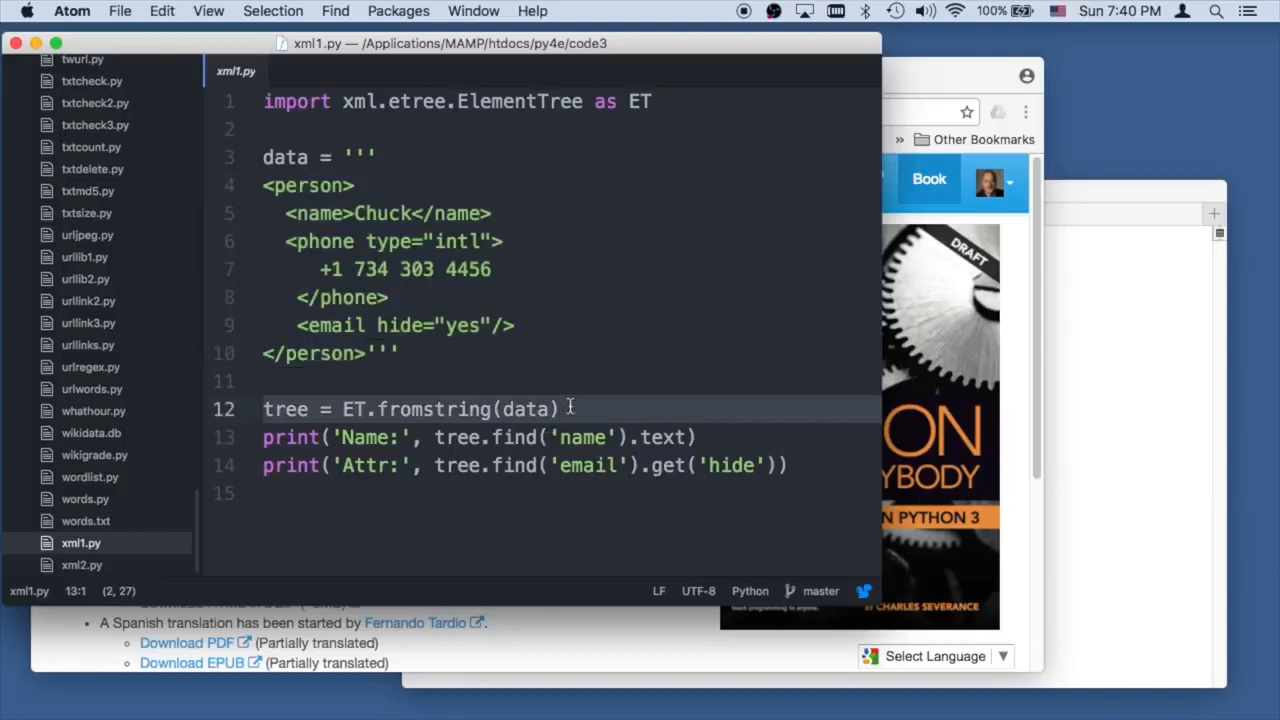 Atom File Edit View Selection Find Packages Window Help 100% Sun 7:40 PM
xml1.py — /Applications/MAMP/htdocs/py4e/code3
twurl.py
txtcheck.py
txtcheck2.py
txtcheck3.py
txtcount.py
txtdelete.py
txtmd5.py
txtsize.py
urljpeg.py
urllib1.py
urllib2.py
urllink2.py
urllink3.py
urllinks.py
urlregex.py
urlwords.py
whathour.py
wikidata.db
wikigrade.py
wordlist.py
words.py
words.txt
xml1.py
xml2.py
xml1.py
1 import xml.etree.ElementTree as ET
2
3 data = '''
4 <person>
5   <name>Chuck</name>
6   <phone type="intl">
7      +1 734 303 4456
8    </phone>
9    <email hide="yes"/>
10 </person>'''
11
12 tree = ET.fromstring(data)
13 print('Name:', tree.find('name').text)
14 print('Attr:', tree.find('email').get('hide'))
15
xml1.py 13:1 (2, 27) LF UTF-8 Python master
» Other Bookmarks
Book
DRAFT
ON
YBODY
N PYTHON 3
BY CHARLES SEVERANCE
A Spanish translation has been started by Fernando Tardio.
Download PDF (Partially translated)
Download EPUB (Partially translated)
Select Language ▼